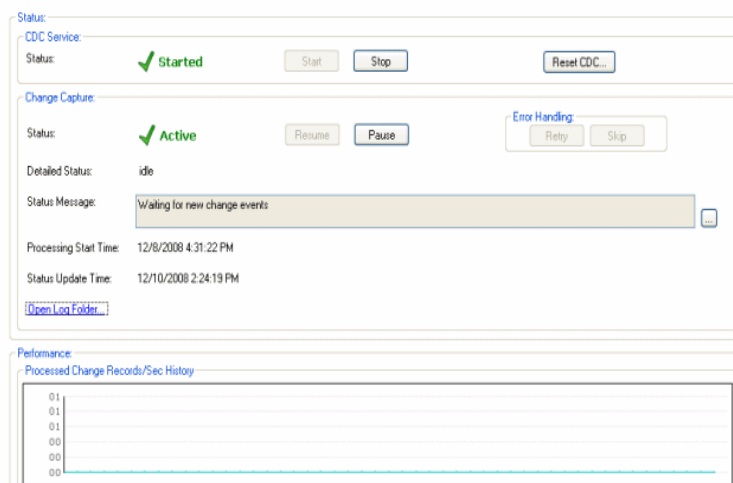 Status:
CDC Service:
Status: Started Start Stop Reset CDC...
Change Capture:
Status: Active Resume Pause
Error Handling:
Retry Skip
Detailed Status: idle
Status Message: Waiting for new change events ...
Processing Start Time: 12/8/2008 4:31:22 PM
Status Update Time: 12/10/2008 2:24:19 PM
Open Log Folder...
Performance:
Processed Change Records/Sec History
01
01
01
00
00
00